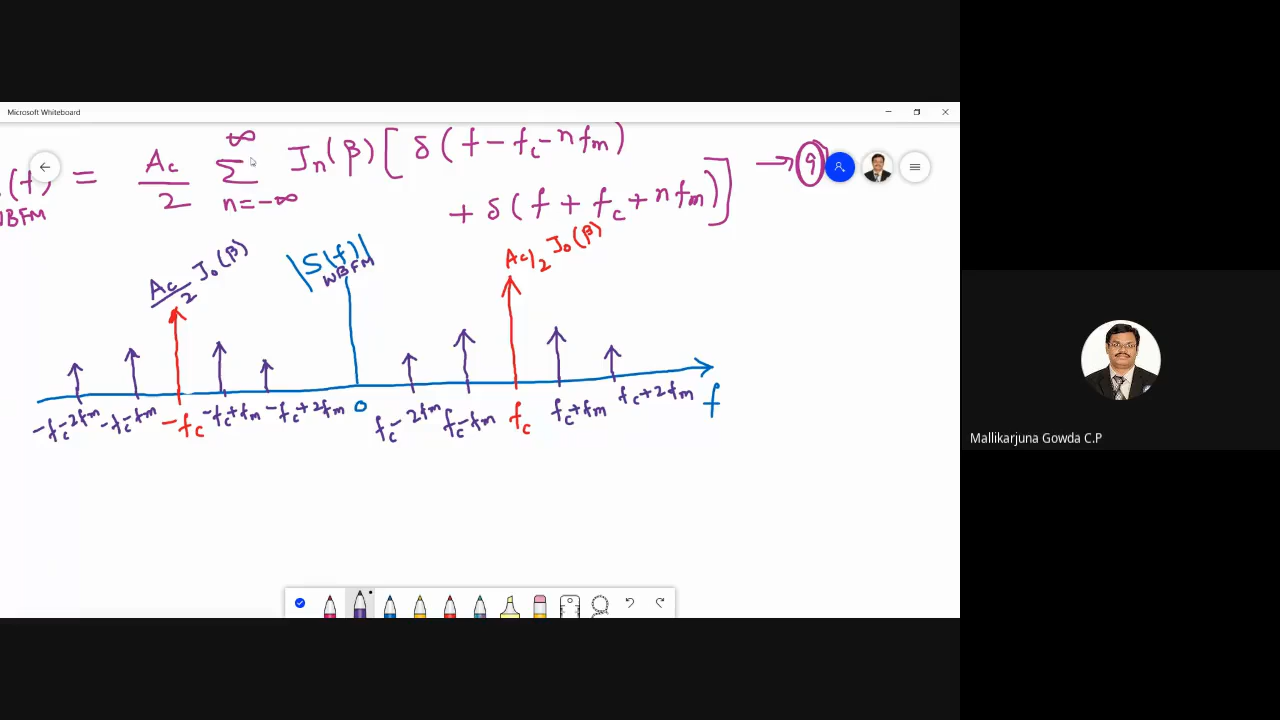 Microsoft Whiteboard
(f) = Ac/2 ∞ Σ n=-∞ Jn(β) [ δ(f - fc - nfm)
+ δ(f + fc + nfm) ] → 9
WBFM
Ac/2 J0(β) |S(f)| WBFM Ac/2 J0(β)
-fc-2fm -fc-fm -fc -fc+fm -fc+2fm 0 fc-2fm fc-fm fc fc+fm fc+2fm f
Mallikarjuna Gowda C.P